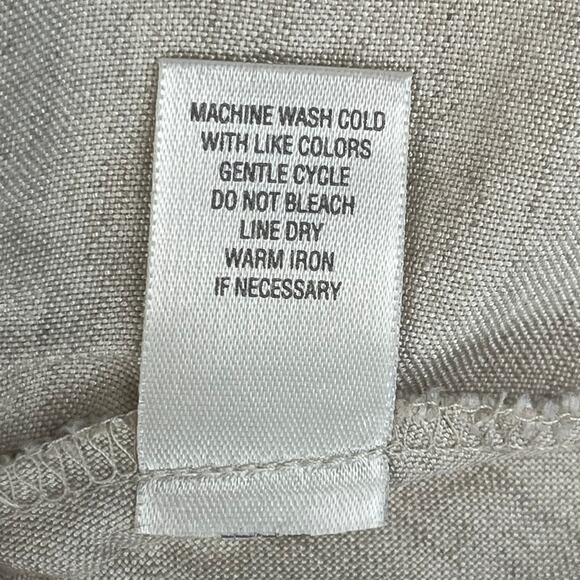 MACHINE WASH COLD
WITH LIKE COLORS
GENTLE CYCLE
DO NOT BLEACH
LINE DRY
WARM IRON
IF NECESSARY